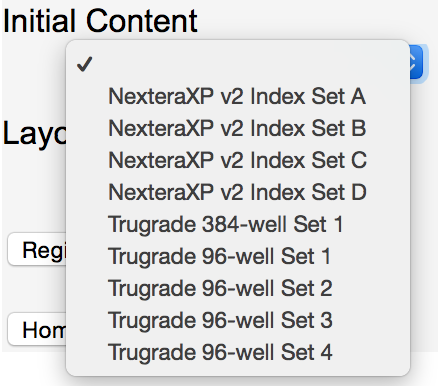 Initial Content
✓
NexteraXP v2 Index Set A
NexteraXP v2 Index Set B
Layo
NexteraXP v2 Index Set C
NexteraXP v2 Index Set D
Trugrade 384-well Set 1
Regi
Trugrade 96-well Set 1
Trugrade 96-well Set 2
Trugrade 96-well Set 3
Hom
Trugrade 96-well Set 4